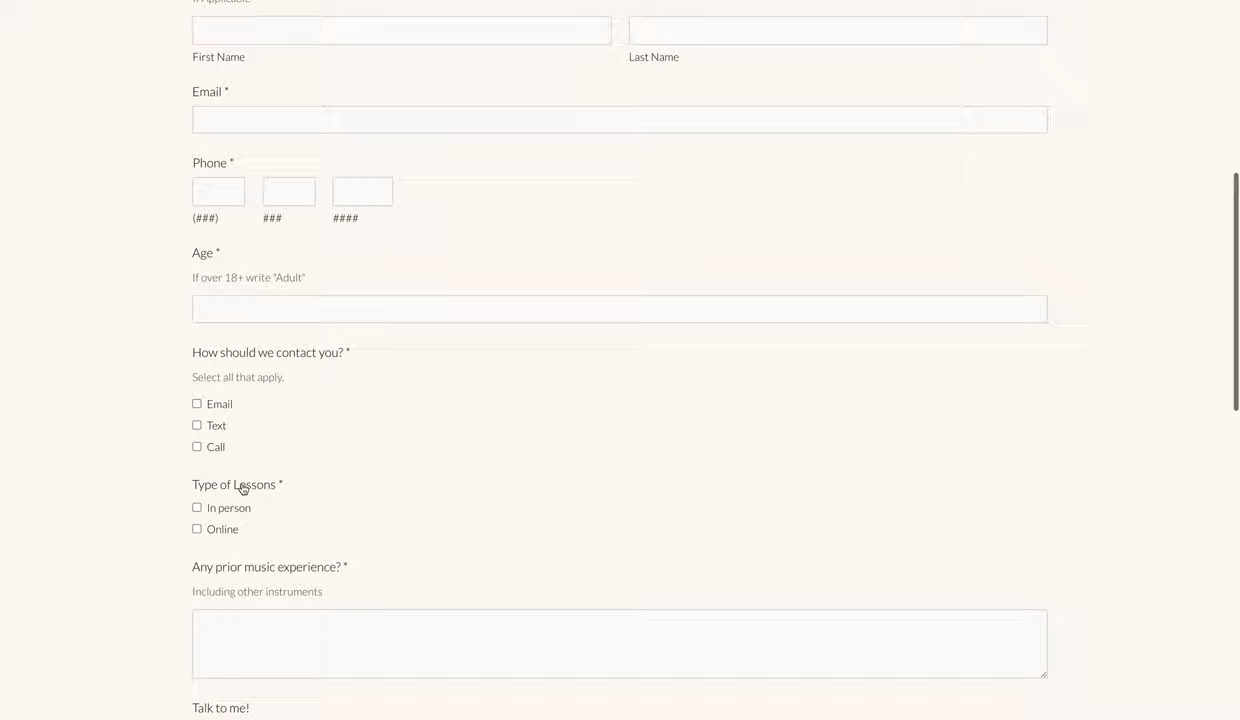 If Applicable
First Name Last Name
Email *
Phone *
(###) ### ####
Age *
If over 18+ write "Adult"
How should we contact you? *
Select all that apply.
Email
Text
Call
Type of Lessons *
In person
Online
Any prior music experience? *
Including other instruments
Talk to me!